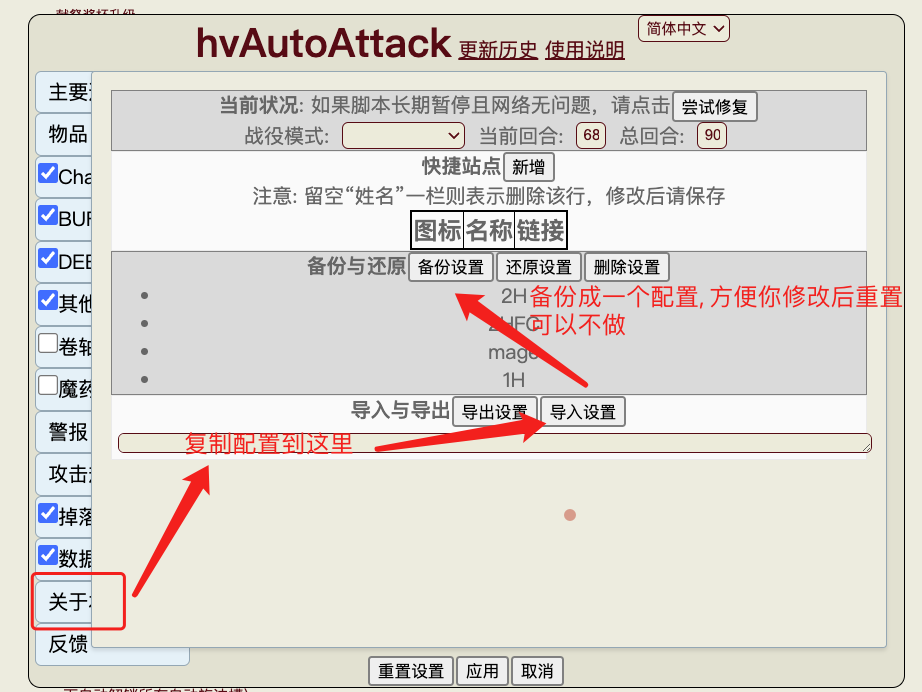 hvAutoAttack 更新历史 使用说明 简体中文
主要
物品
Cha
BUF
DEB
其他
卷轴
魔药
警报
攻击
掉落
数据
关于
反馈
当前状况: 如果脚本长期暂停且网络无问题，请点击 尝试修复
战役模式: 当前回合: 68 总回合: 90
快捷站点 新增
注意: 留空“姓名”一栏则表示删除该行，修改后请保存
图标 名称 链接
备份与还原 备份设置 还原设置 删除设置
2H
备份成一个配置, 方便你修改后重置
可以不做
2HFC
mage
1H
导入与导出 导出设置 导入设置
复制配置到这里
重置设置 应用 取消